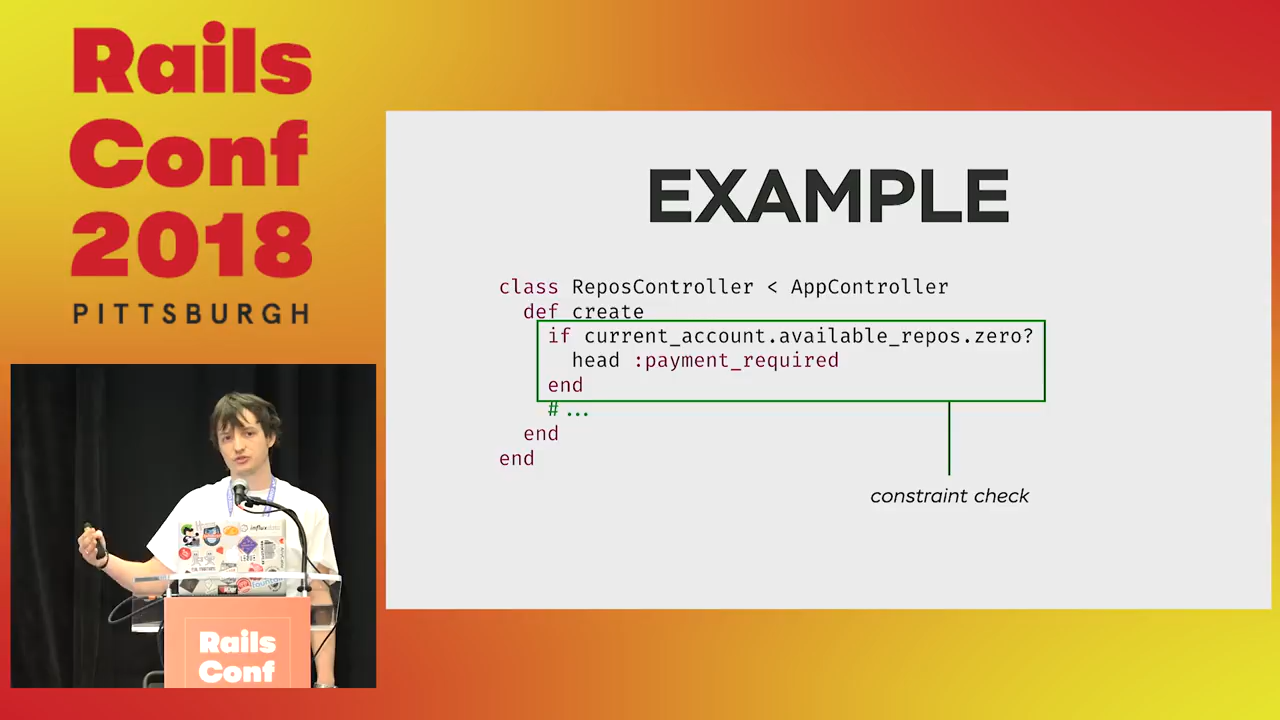 Rails
Conf
2018
PITTSBURGH
EXAMPLE
class ReposController < AppController
def create
if current_account.available_repos.zero?
head :payment_required
end
# ...
end
end
constraint check
influxdata
Rails
Conf